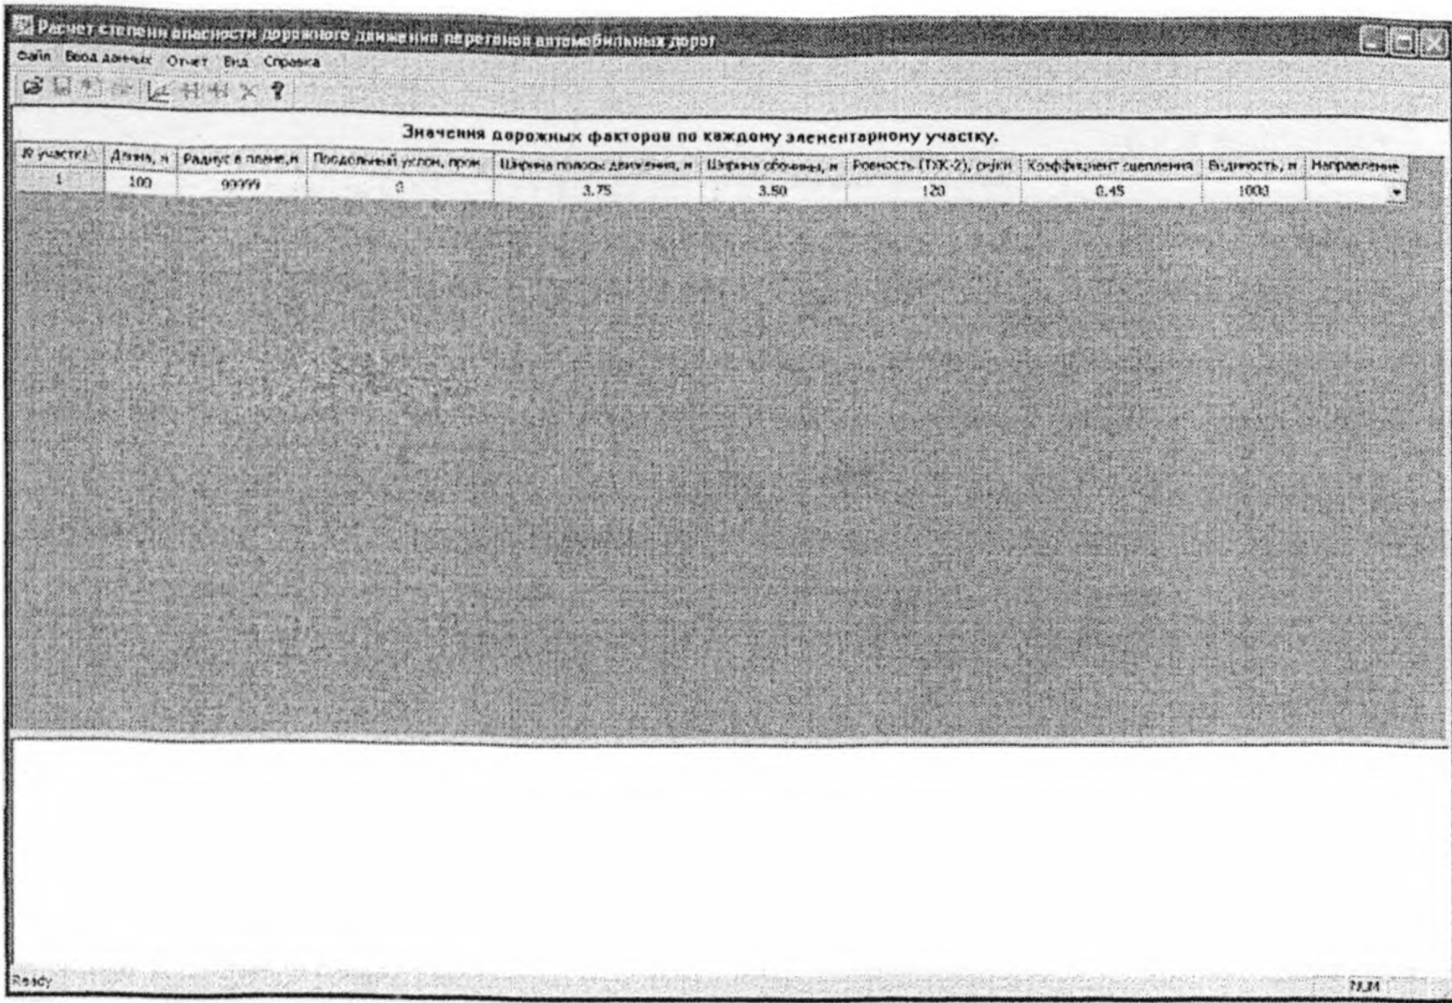 Расчет степени опасности дорожного движения перегонов автомобильных дорог
Файл Ввод данных Отчет Вид Справка
Значения дорожных факторов по каждому элементарному участку.
№ участка Длина, м Радиус в плане,м Продольный уклон, пром Ширина полосы движения, м Ширина обочины, м Ровность (ТХК-2), см/км Коэффициент сцепления Видимость, м Направление
1 100 99999 0 3.75 3.50 120 0.45 1000
Ready NUM